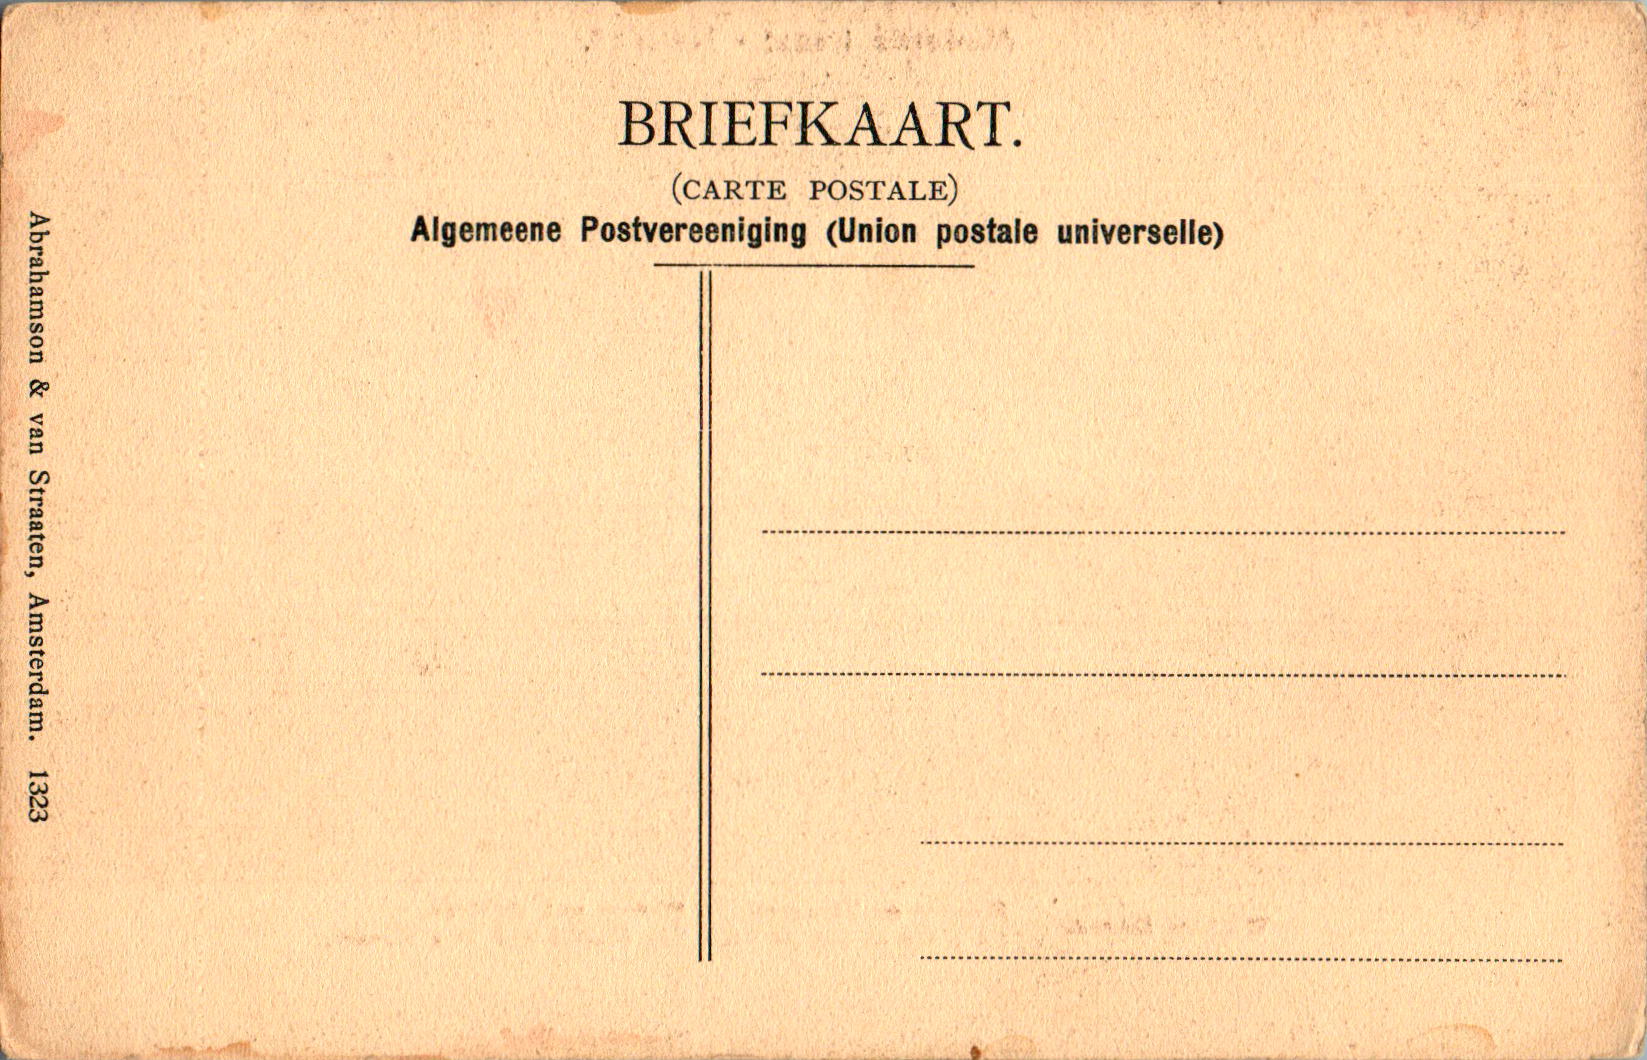 BRIEFKAART.
(CARTE POSTALE)
Algemeene Postvereeniging (Union postale universelle)
Abrahamson & van Straaten, Amsterdam. 1323